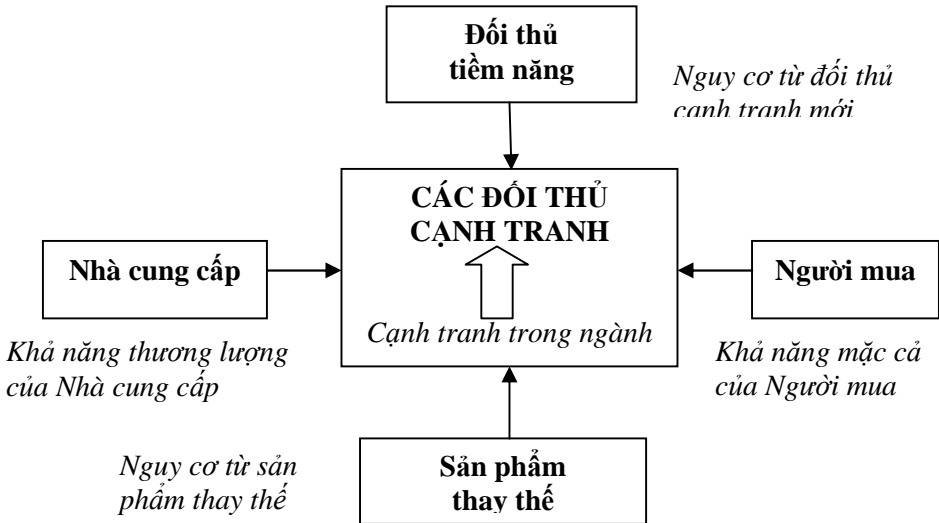 Đối thủ
tiềm năng
Nguy cơ từ đối thủ
cạnh tranh mới
CÁC ĐỐI THỦ
CẠNH TRANH
Cạnh tranh trong ngành
Nhà cung cấp
Khả năng thương lượng
của Nhà cung cấp
Người mua
Khả năng mặc cả
của Người mua
Nguy cơ từ sản
phẩm thay thế
Sản phẩm
thay thế